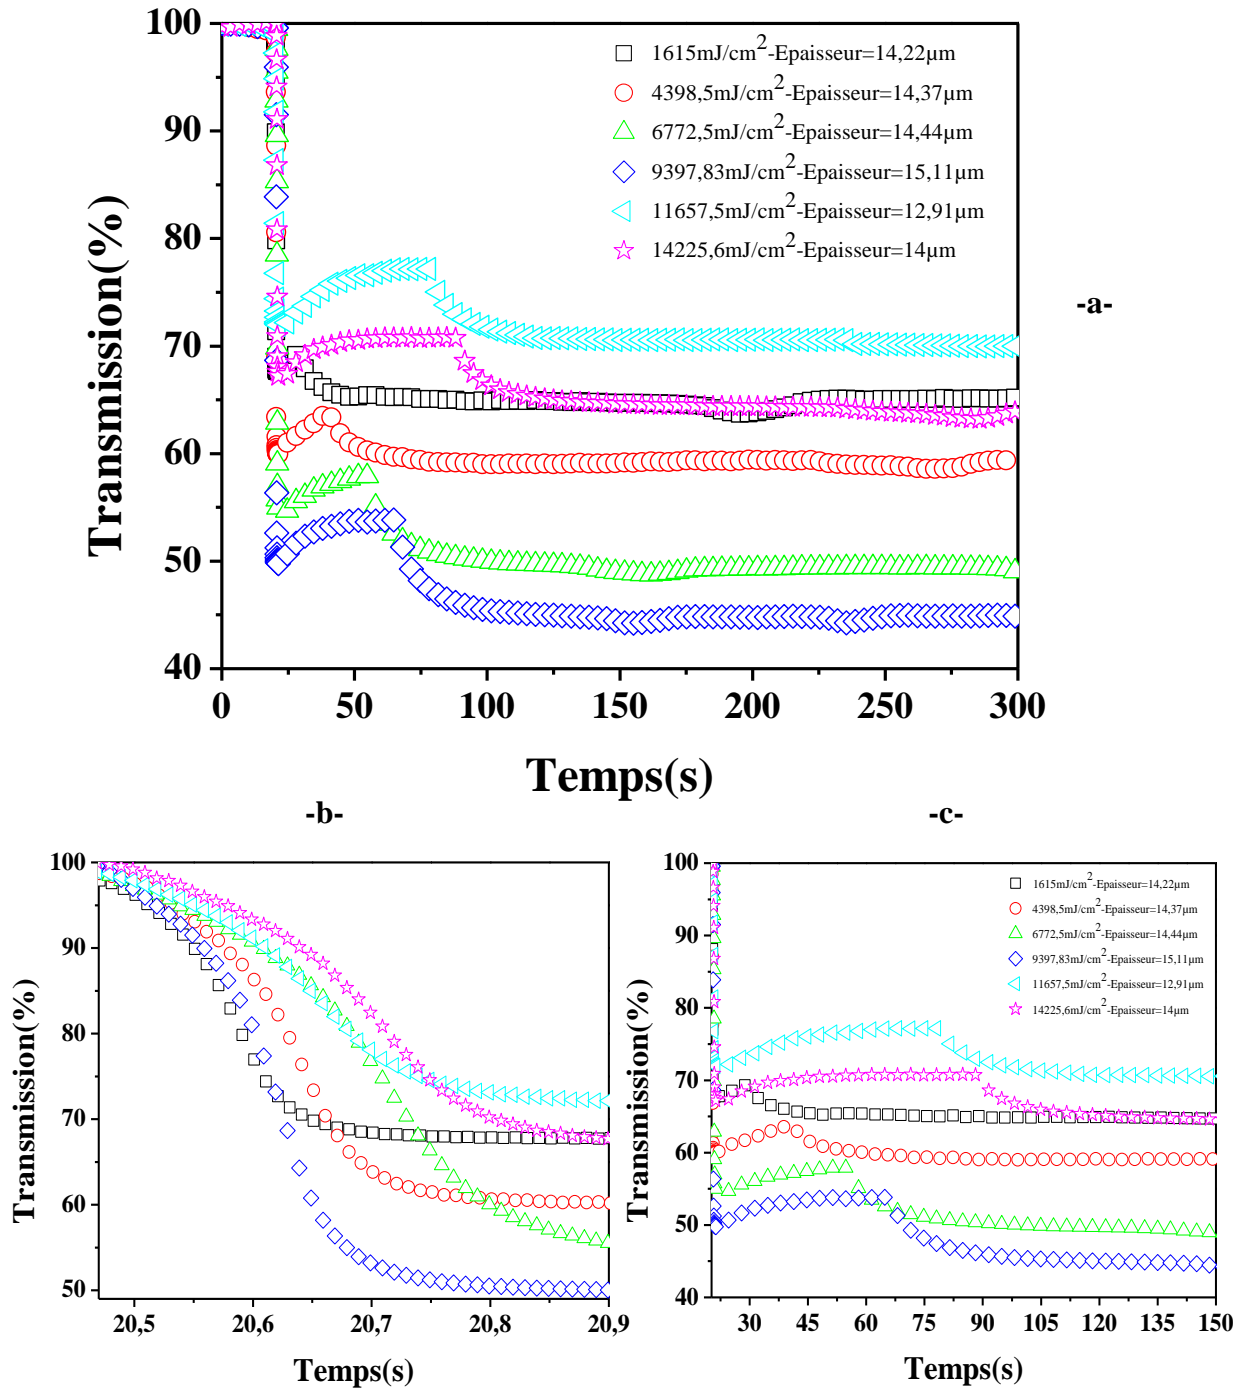 100
90
80
70
60
50
40
0
50
100
150
200
250
300
Transmission(%)
Temps(s)
1615mJ/cm²-Epaisseur=14,22µm
4398,5mJ/cm²-Epaisseur=14,37µm
6772,5mJ/cm²-Epaisseur=14,44µm
9397,83mJ/cm²-Epaisseur=15,11µm
11657,5mJ/cm²-Epaisseur=12,91µm
14225,6mJ/cm²-Epaisseur=14µm
-a-
-b-
100
90
80
70
60
50
20,5
20,6
20,7
20,8
20,9
Transmission(%)
Temps(s)
-c-
100
90
80
70
60
50
40
30
45
60
75
90
105
120
135
150
Transmission(%)
Temps(s)
1615mJ/cm²-Epaisseur=14,22µm
4398,5mJ/cm²-Epaisseur=14,37µm
6772,5mJ/cm²-Epaisseur=14,44µm
9397,83mJ/cm²-Epaisseur=15,11µm
11657,5mJ/cm²-Epaisseur=12,91µm
14225,6mJ/cm²-Epaisseur=14µm